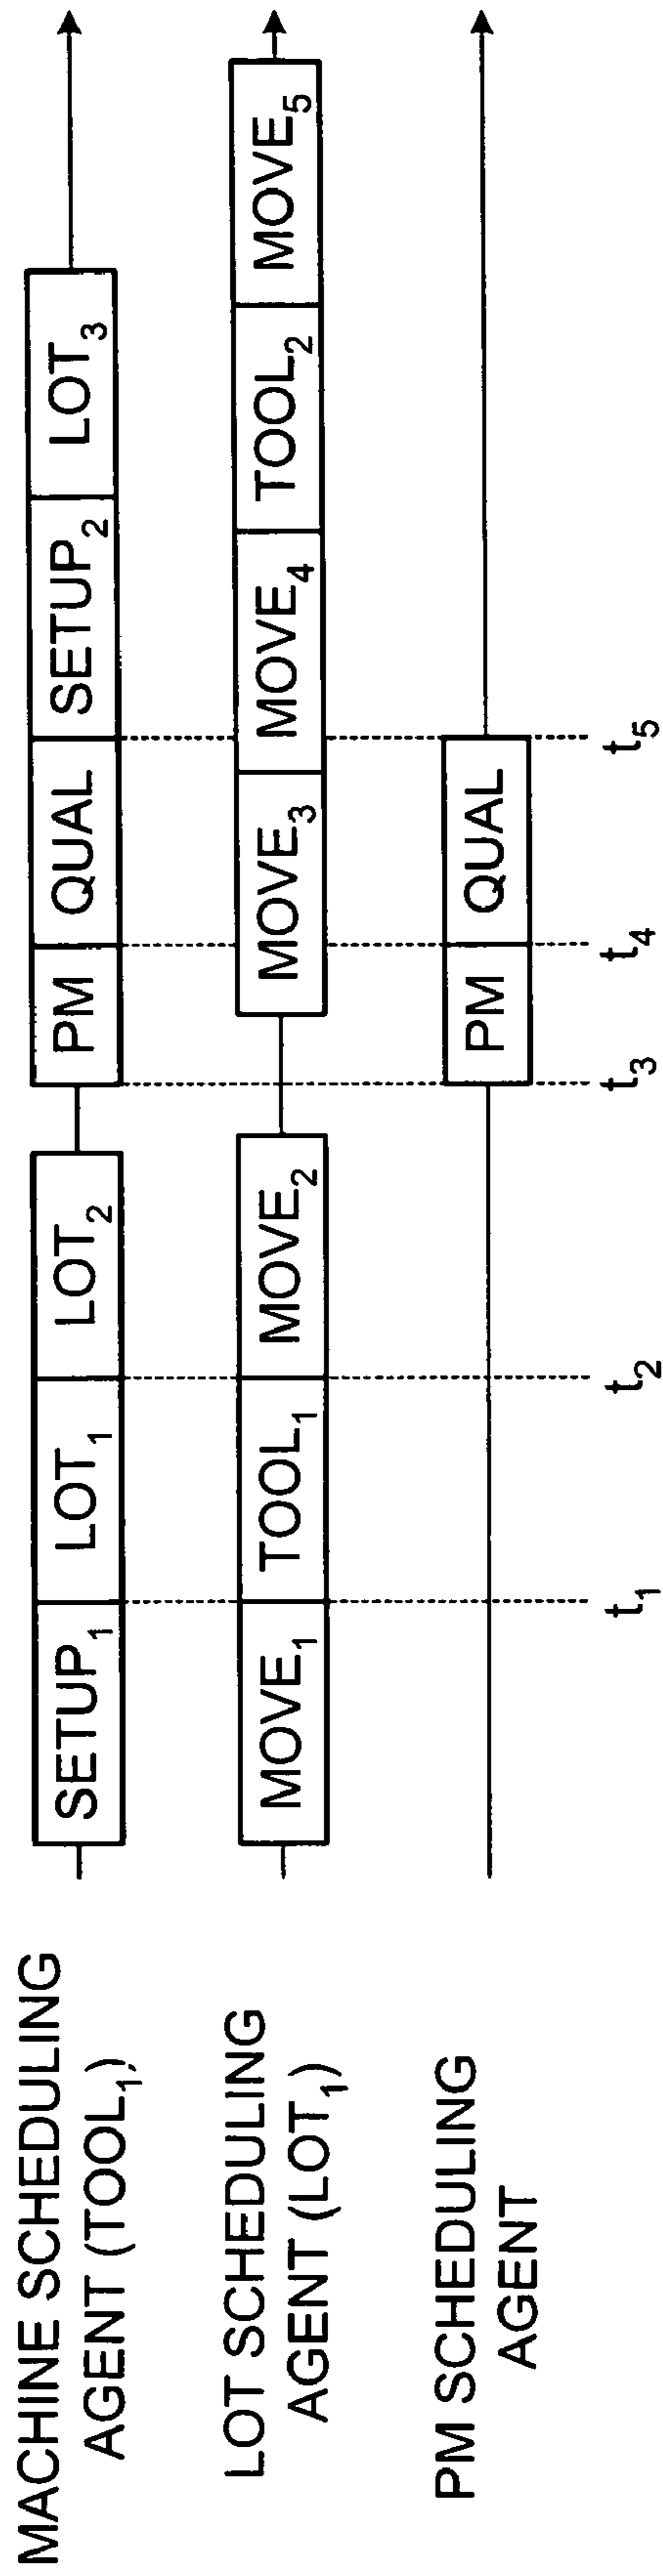 MACHINE SCHEDULING
AGENT (TOOL₁)
SETUP₁ LOT₁ LOT₂ PM QUAL SETUP₂ LOT₃
LOT SCHEDULING
AGENT (LOT₁)
MOVE₁ TOOL₁ MOVE₂ MOVE₃ MOVE₄ TOOL₂ MOVE₅
PM SCHEDULING
AGENT
PM QUAL
t₁ t₂ t₃ t₄ t₅